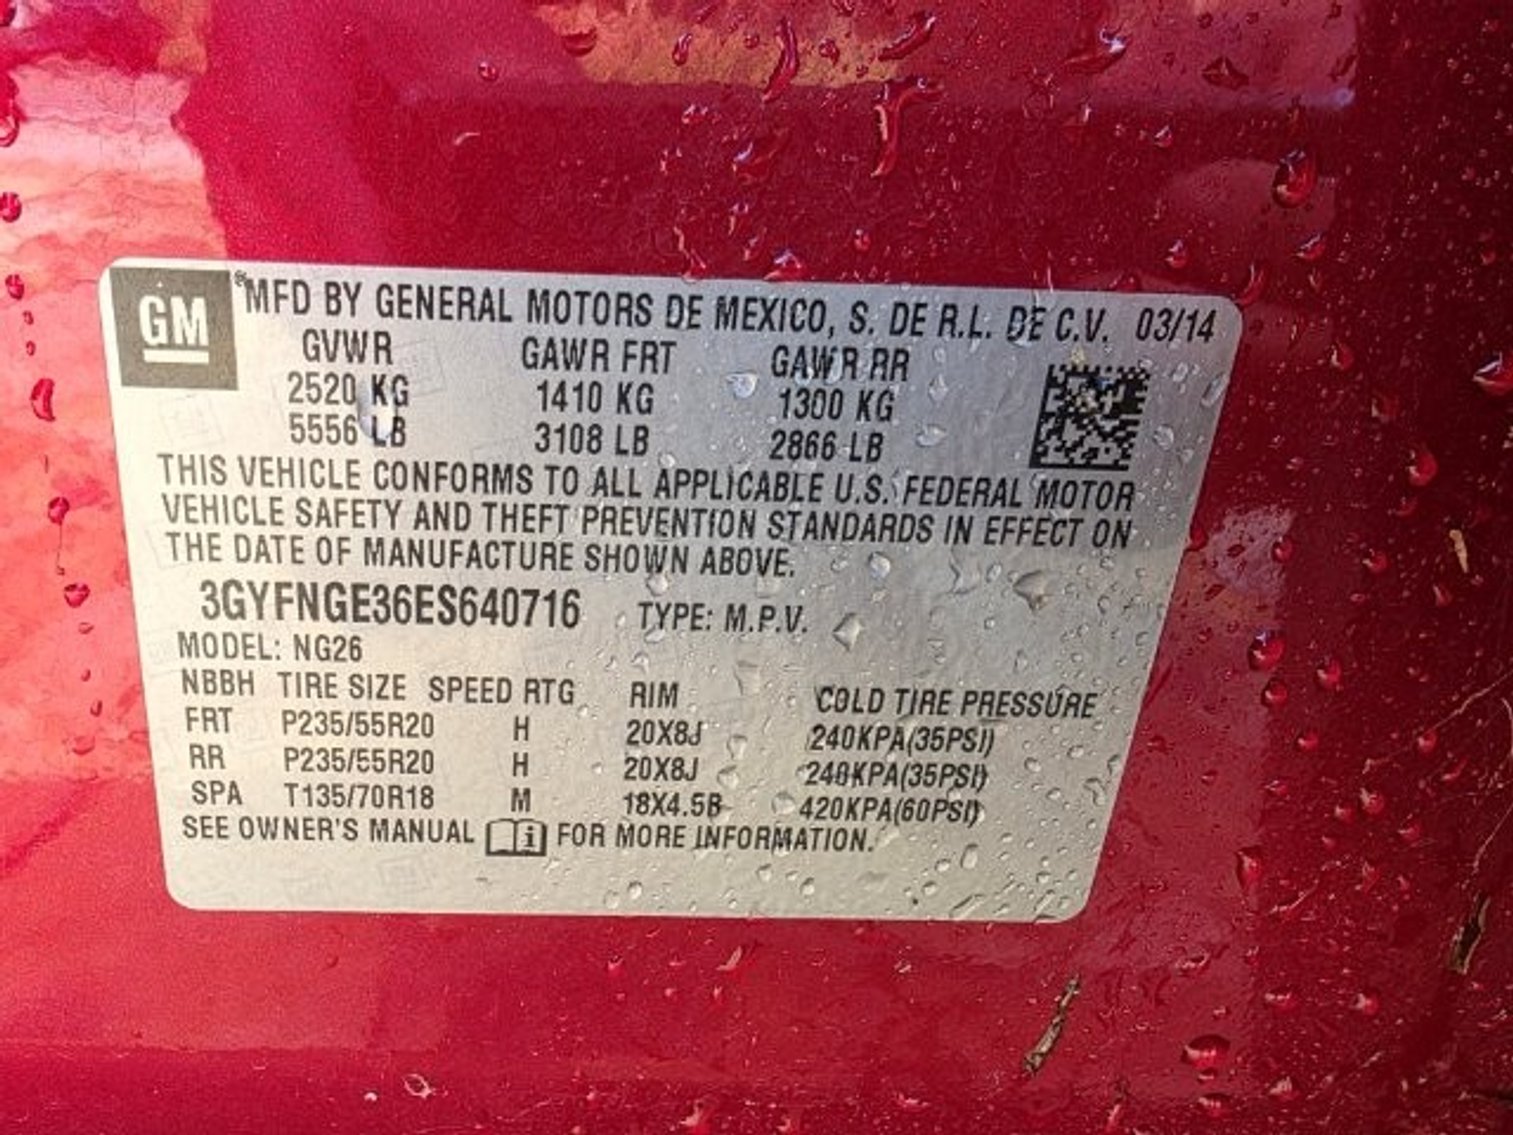 GM
® MFD BY GENERAL MOTORS DE MEXICO, S. DE R.L. DE C.V. 03/14
GVWR GAWR FRT GAWR RR
2520 KG 1410 KG 1300 KG
5556 LB 3108 LB 2866 LB
THIS VEHICLE CONFORMS TO ALL APPLICABLE U.S. FEDERAL MOTOR
VEHICLE SAFETY AND THEFT PREVENTION STANDARDS IN EFFECT ON
THE DATE OF MANUFACTURE SHOWN ABOVE.
3GYFNGE36ES640716 TYPE: M.P.V.
MODEL: NG26
NBBH TIRE SIZE SPEED RTG RIM COLD TIRE PRESSURE
FRT P235/55R20 H 20X8J 240KPA(35PSI)
RR P235/55R20 H 20X8J 240KPA(35PSI)
SPA T135/70R18 M 18X4.5B 420KPA(60PSI)
SEE OWNER'S MANUAL i FOR MORE INFORMATION.